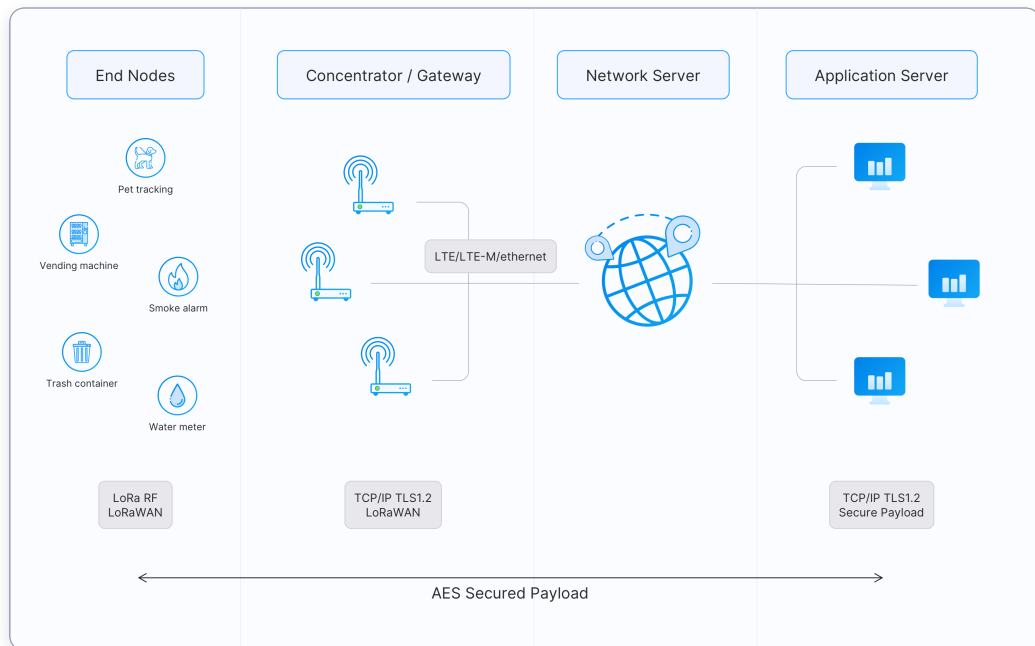 End Nodes
Concentrator / Gateway
Network Server
Application Server
Pet tracking
Vending machine
Smoke alarm
Trash container
Water meter
LTE/LTE-M/ethernet
LoRa RF
LoRaWAN
TCP/IP TLS1.2
LoRaWAN
TCP/IP TLS1.2
Secure Payload
AES Secured Payload